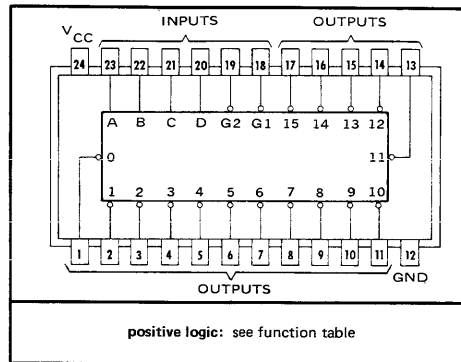 INPUTS OUTPUTS
VCC
24 23 22 21 20 19 18 17 16 15 14 13
A B C D G2 G1 15 14 13 12
0 11
1 2 3 4 5 6 7 8 9 10
1 2 3 4 5 6 7 8 9 10 11 12
GND
OUTPUTS
positive logic: see function table